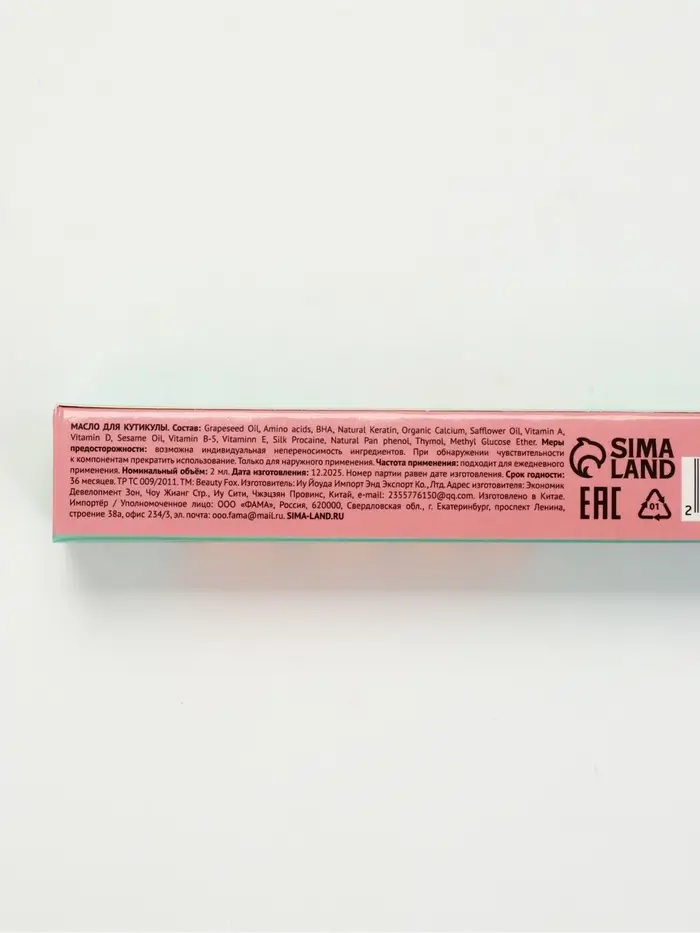 МАСЛО ДЛЯ КУТИКУЛЫ. Состав: Grapeseed Oil, Amino acids, BHA, Natural Keratin, Organic Calcium, Safflower Oil, Vitamin A,
Vitamin D, Sesame Oil, Vitamin B-5, Vitaminn E, Silk Procaine, Natural Pan phenol, Thymol, Methyl Glucose Ether. Меры
предосторожности: возможна индивидуальная непереносимость ингредиентов. При обнаружении чувствительности
к компонентам прекратить использование. Только для наружного применения. Частота применения: подходит для ежедневного
применения. Номинальный объём: 2 мл. Дата изготовления: 12.2025. Номер партии равен дате изготовления. Срок годности:
36 месяцев. ТР ТС 009/2011. ТМ: Beauty Fox. Изготовитель: Иу Йоуда Импорт Энд Экспорт Ко., Лтд. Адрес изготовителя: Экономик
Девелопмент Зон, Чоу Жианг Стр., Иу Сити, Чжэцзян Провинс, Китай, e-mail: 2355776150@qq.com. Изготовлено в Китае.
Импортёр / Уполномоченное лицо: ООО «ФАМА», Россия, 620000, Свердловская обл., г. Екатеринбург, проспект Ленина,
строение 38а, офис 234/3, эл. почта: ooo.fama@mail.ru. SIMA-LAND.RU
SIMA
LAND
EAC
01
2